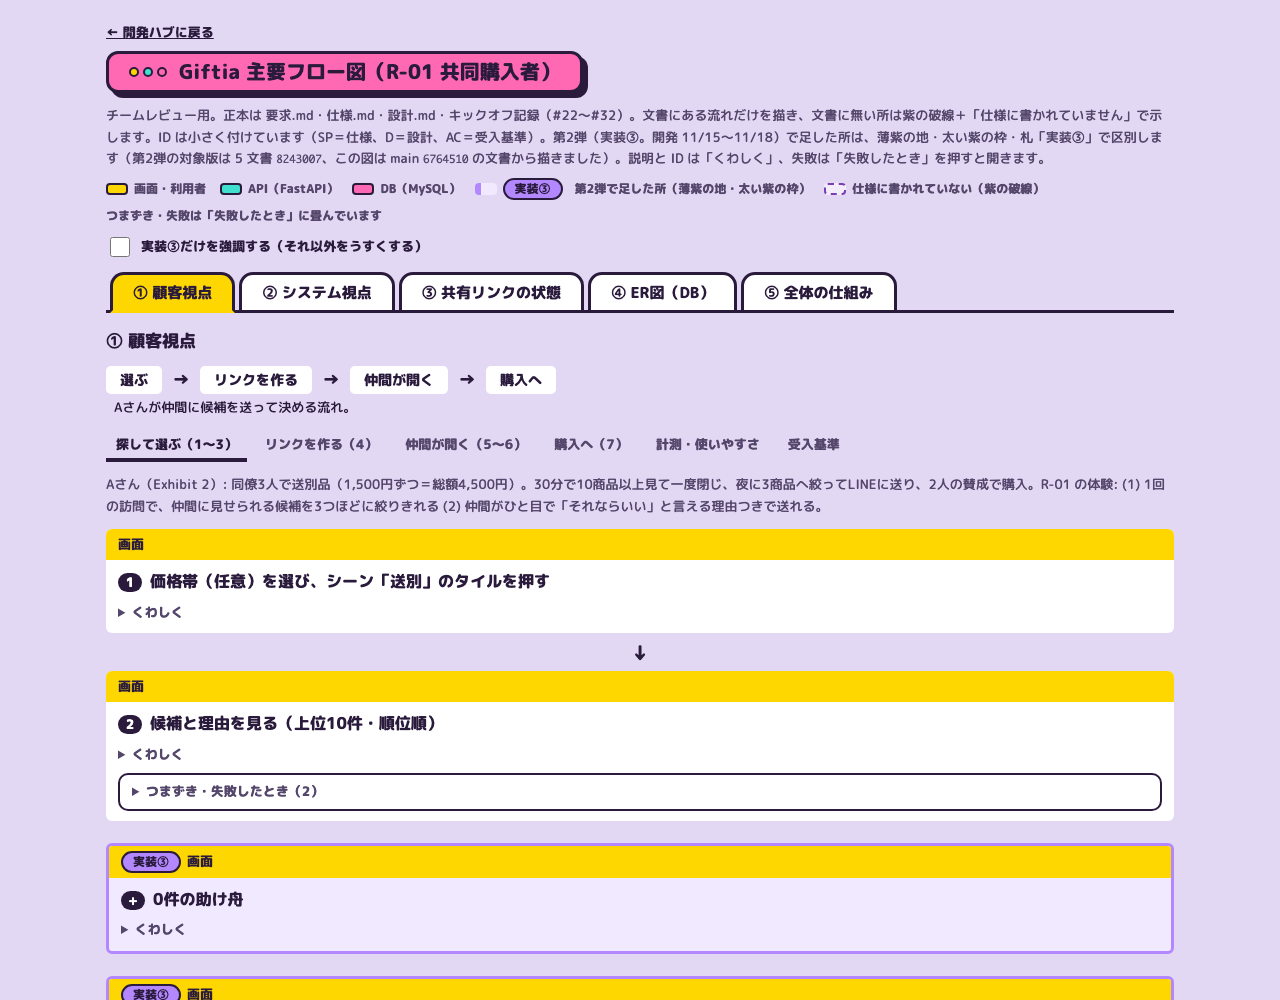 ← 開発ハブに戻る
Giftia 主要フロー図（R-01 共同購入者）
チームレビュー用。正本は 要求.md・仕様.md・設計.md・キックオフ記録（#22〜#32）。文書にある流れだけを描き、文書に無い所は紫の破線＋「仕様に書かれていません」で示
します。ID は小さく付けています（SP＝仕様、D＝設計、AC＝受入基準）。第2弾（実装③。開発 11/15〜11/18）で足した所は、薄紫の地・太い紫の枠・札「実装③」で区別しま
す（第2弾の対象版は 5 文書 8243007、この図は main 6764510 の文書から描きました）。説明と ID は「くわしく」、失敗は「失敗したとき」を押すと開きます。
画面・利用者 API（FastAPI） DB（MySQL） 実装③ 第2弾で足した所（薄紫の地・太い紫の枠） 仕様に書かれていない（紫の破線）
つまずき・失敗は「失敗したとき」に畳んでいます
実装③だけを強調する（それ以外をうすくする）
① 顧客視点 ② システム視点 ③ 共有リンクの状態 ④ ER図（DB） ⑤ 全体の仕組み
① 顧客視点
選ぶ → リンクを作る → 仲間が開く → 購入へ
Aさんが仲間に候補を送って決める流れ。
探して選ぶ（1〜3） リンクを作る（4） 仲間が開く（5〜6） 購入へ（7） 計測・使いやすさ 受入基準
Aさん（Exhibit 2）: 同僚3人で送別品（1,500円ずつ＝総額4,500円）。30分で10商品以上見て一度閉じ、夜に3商品へ絞ってLINEに送り、2人の賛成で購入。R-01 の体験: (1) 1回
の訪問で、仲間に見せられる候補を3つほどに絞りきれる (2) 仲間がひと目で「それならいい」と言える理由つきで送れる。
画面
1 価格帯（任意）を選び、シーン「送別」のタイルを押す
▶ くわしく
↓
画面
2 候補と理由を見る（上位10件・順位順）
▶ くわしく
▶ つまずき・失敗したとき（2）
実装③ 画面
+ 0件の助け舟
▶ くわしく
実装③ 画面